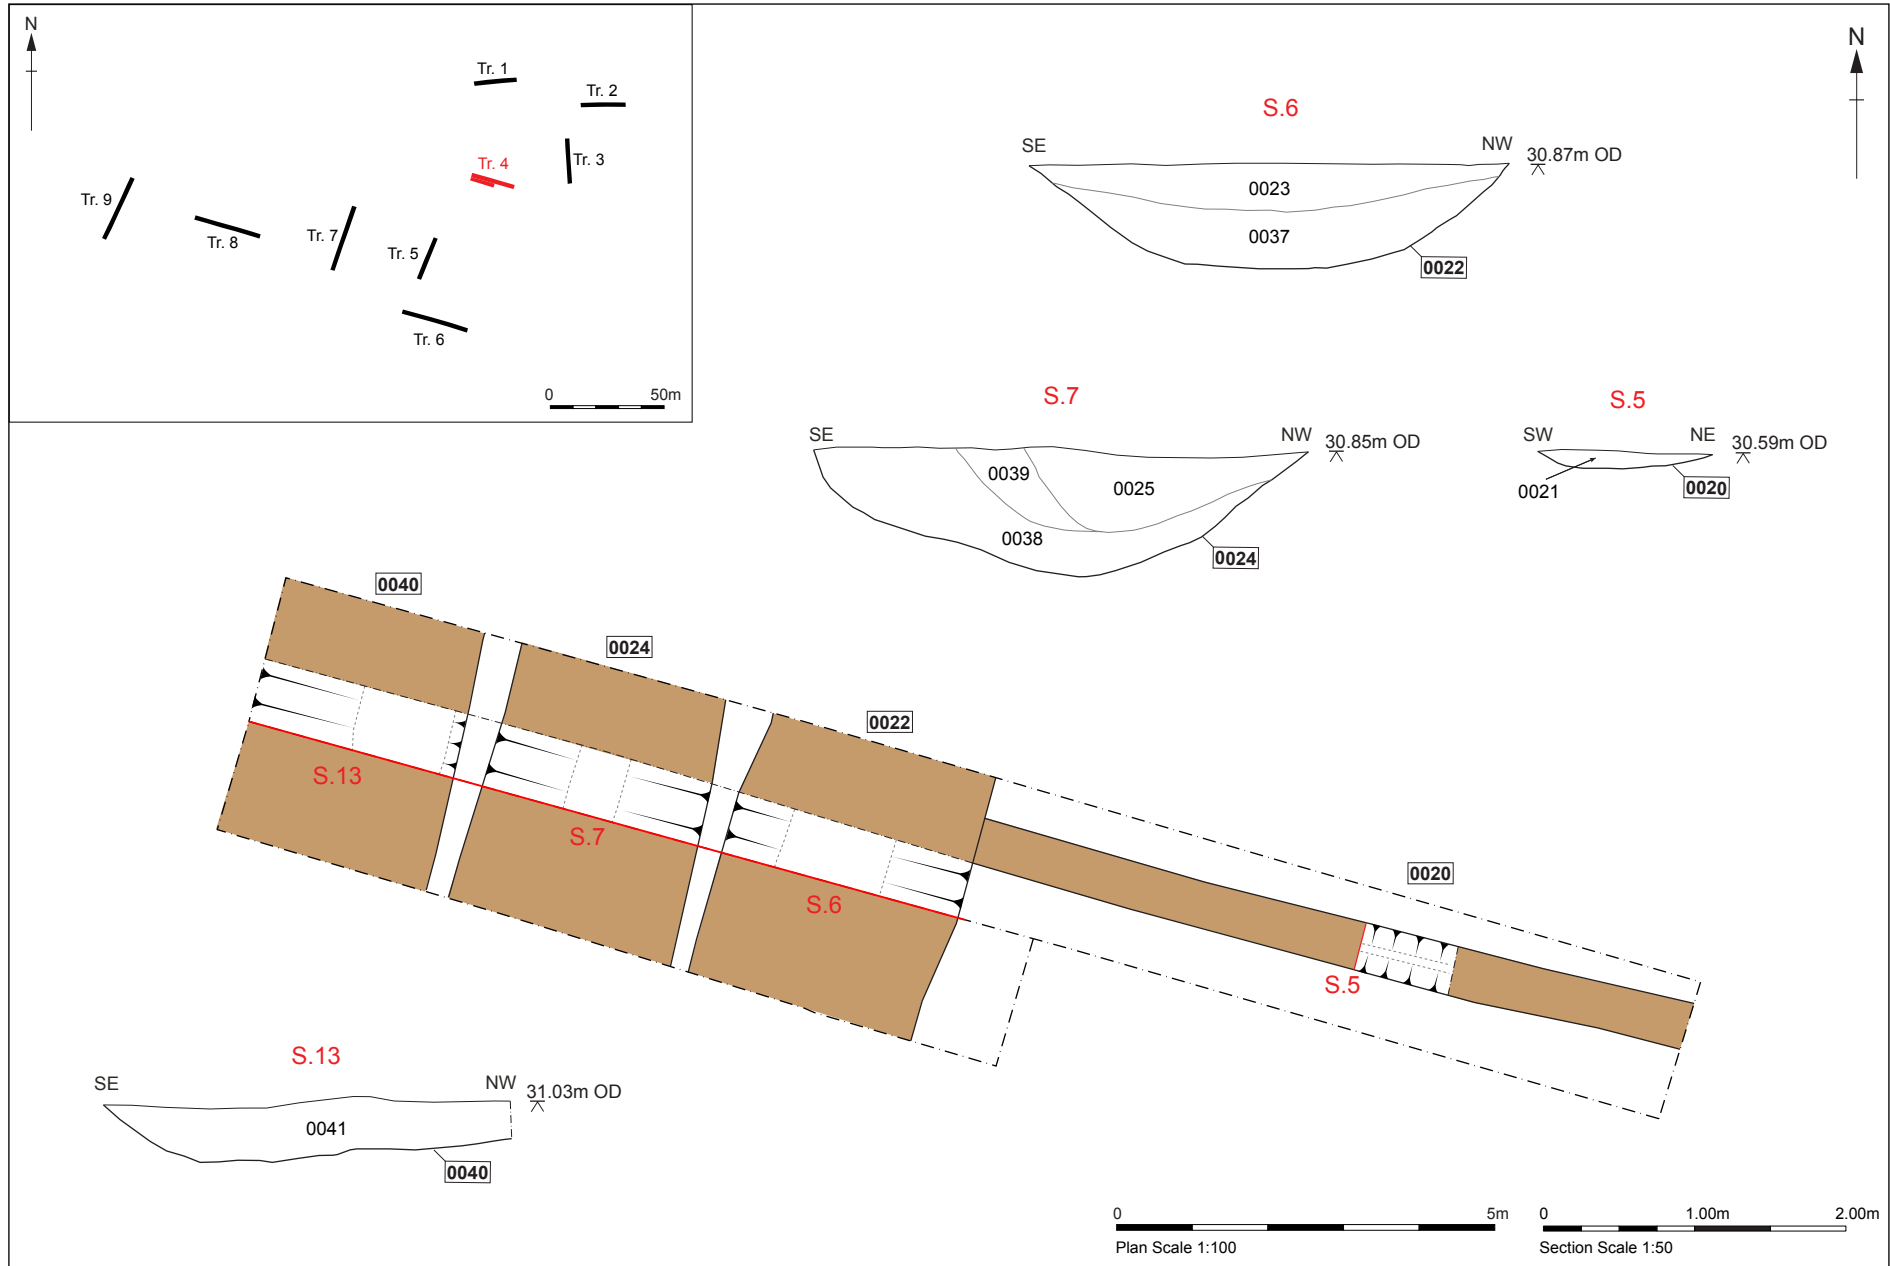 N
Tr. 1
Tr. 2
Tr. 3
Tr. 4
Tr. 9
Tr. 8
Tr. 7
Tr. 5
Tr. 6
0 50m
N
S.6
SE NW 30.87m OD
0023
0037
0022
S.7
SE NW 30.85m OD
0039
0025
0038
0024
S.5
SW NE 30.59m OD
0021
0020
0040
0024
0022
0020
S.13
S.7
S.6
S.5
S.13
SE NW 31.03m OD
0041
0040
0 5m
Plan Scale 1:100
0 1.00m 2.00m
Section Scale 1:50